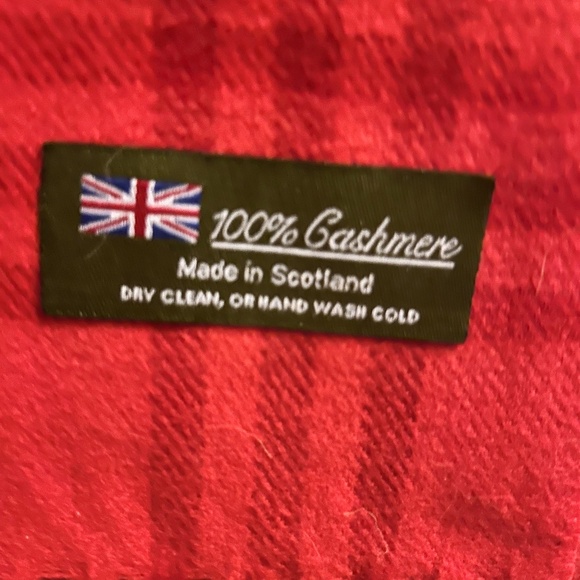 100% Cashmere
Made in Scotland
DRY CLEAN, OR HAND WASH COLD